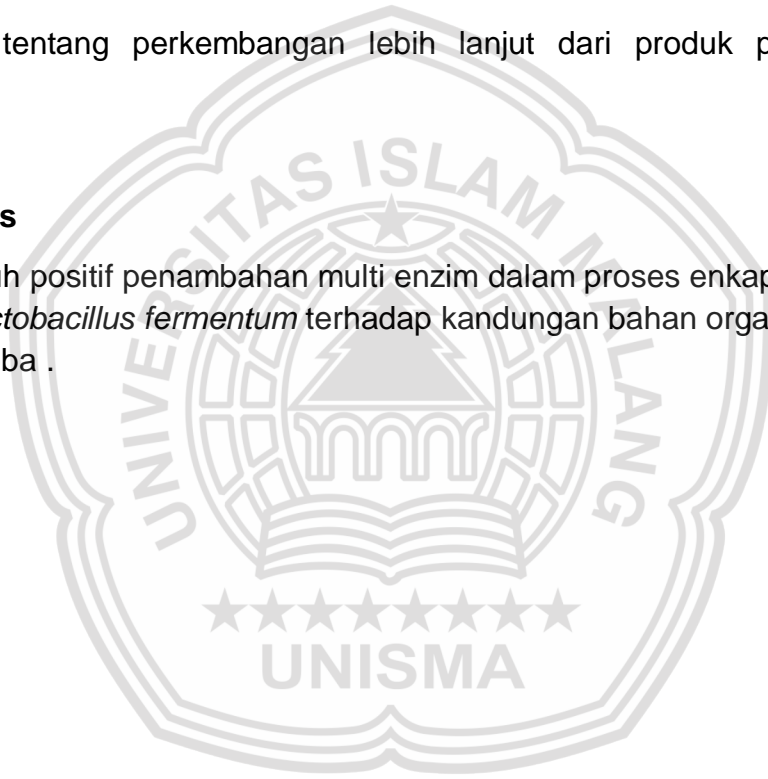 tentang perkembangan lebih lanjut dari produk p
s
uh positif penambahan multi enzim dalam proses enkap
ctobacillus fermentum terhadap kandungan bahan orga
ba .
UNIVERSITAS ISLAM MALANG
UNISMA